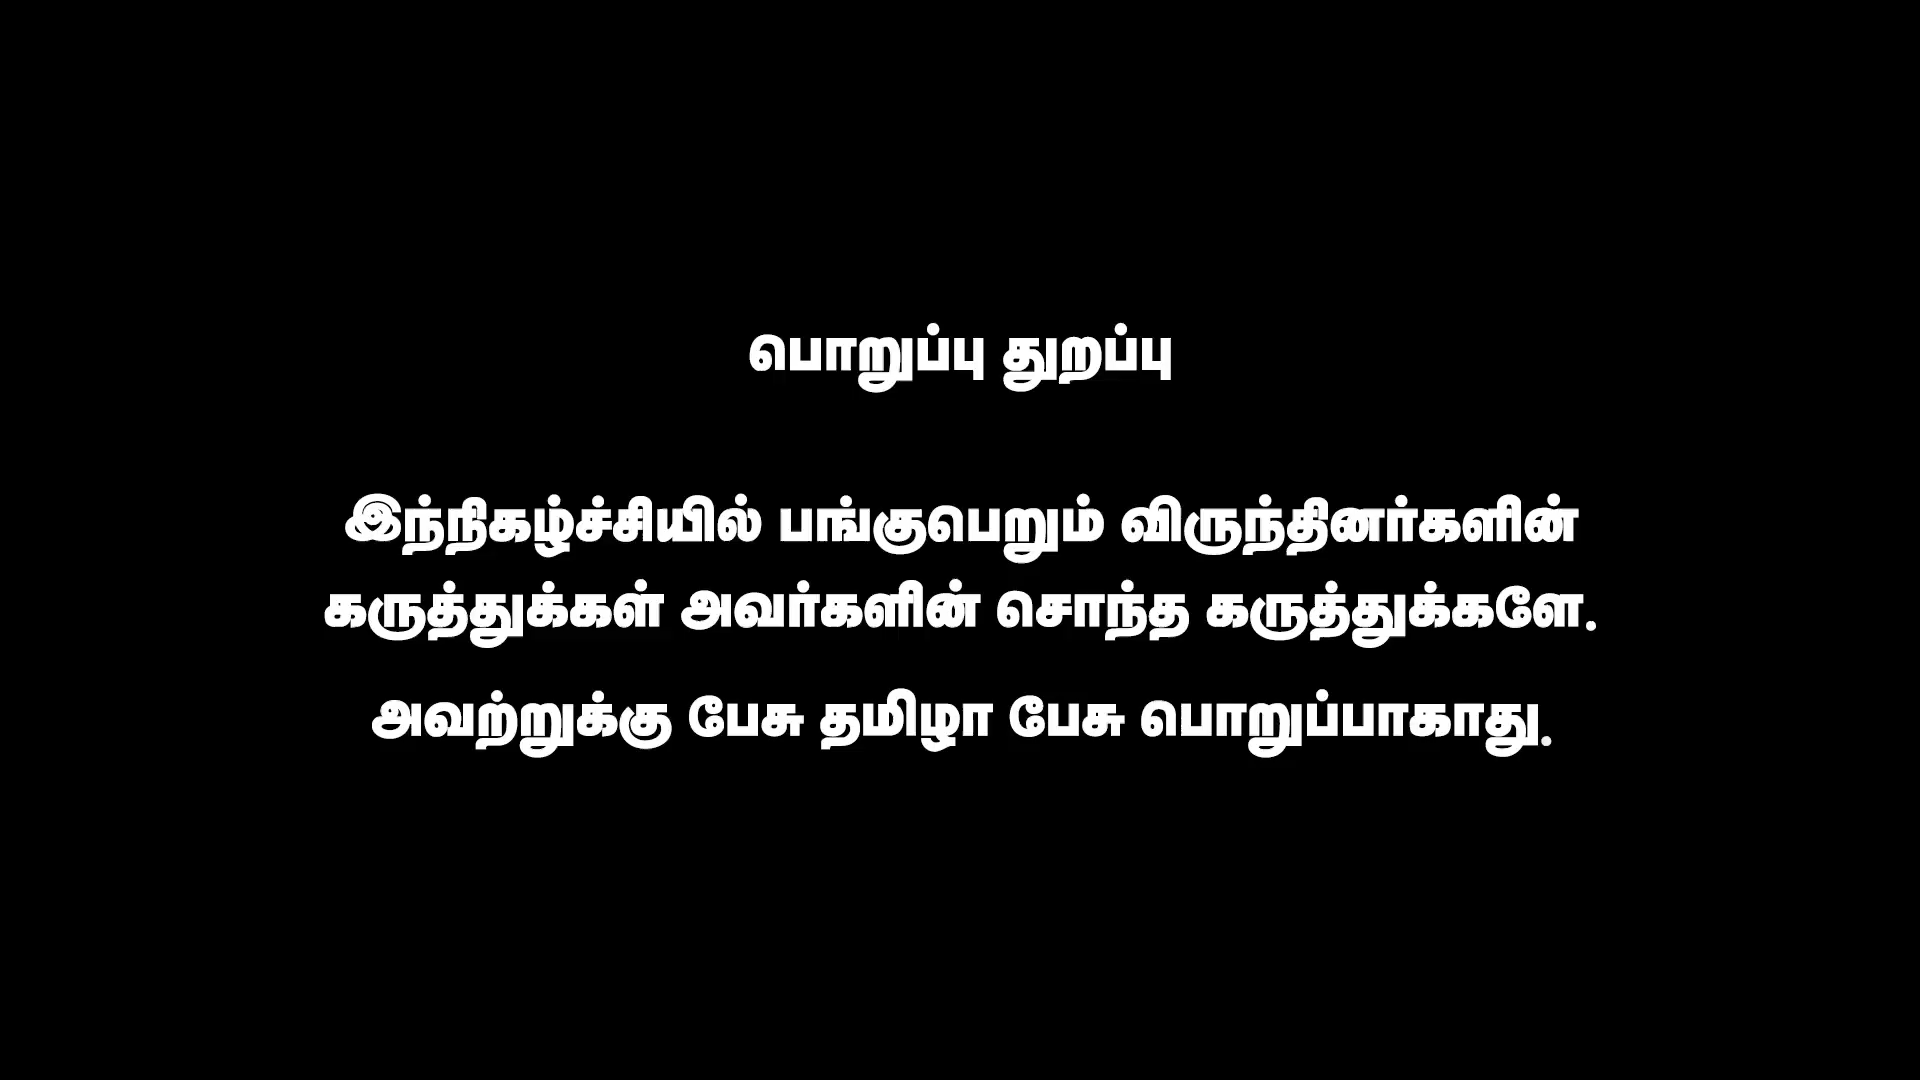 பொறுப்பு துறப்பு
இந்நிகழ்ச்சியில் பங்குபெறும் விருந்தினர்களின்
கருத்துக்கள் அவர்களின் சொந்த கருத்துக்களே.
அவற்றுக்கு பேசு தமிழா பேசு பொறுப்பாகாது.